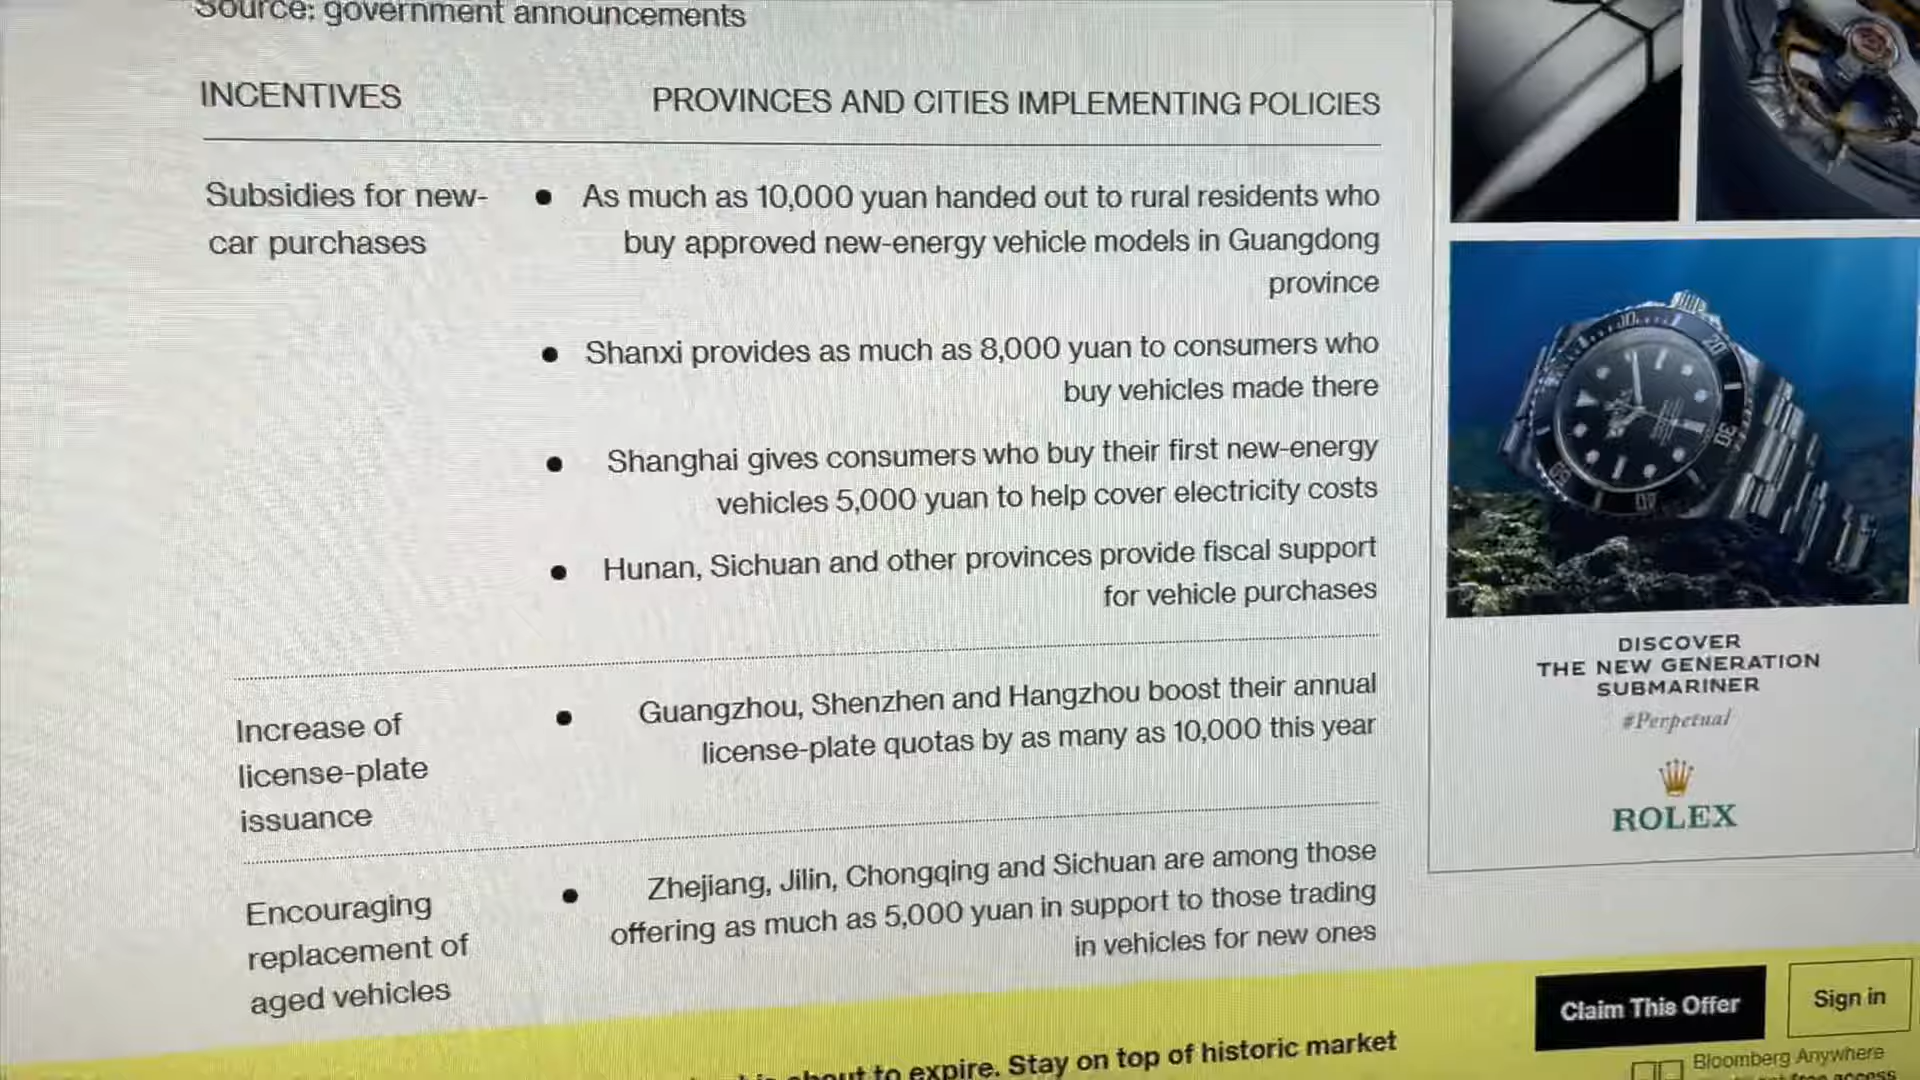 Source: government announcements
INCENTIVES
PROVINCES AND CITIES IMPLEMENTING POLICIES
Subsidies for new-
car purchases
● As much as 10,000 yuan handed out to rural residents who
buy approved new-energy vehicle models in Guangdong
province
● Shanxi provides as much as 8,000 yuan to consumers who
buy vehicles made there
● Shanghai gives consumers who buy their first new-energy
vehicles 5,000 yuan to help cover electricity costs
● Hunan, Sichuan and other provinces provide fiscal support
for vehicle purchases
Increase of
license-plate
issuance
● Guangzhou, Shenzhen and Hangzhou boost their annual
license-plate quotas by as many as 10,000 this year
Encouraging
replacement of
aged vehicles
● Zhejiang, Jilin, Chongqing and Sichuan are among those
offering as much as 5,000 yuan in support to those trading
in vehicles for new ones
about to expire. Stay on top of historic market
10
20
30
40
50
DISCOVER
THE NEW GENERATION
SUBMARINER
#Perpetual
ROLEX
Claim This Offer
Sign in
Bloomberg Anywhere
free access